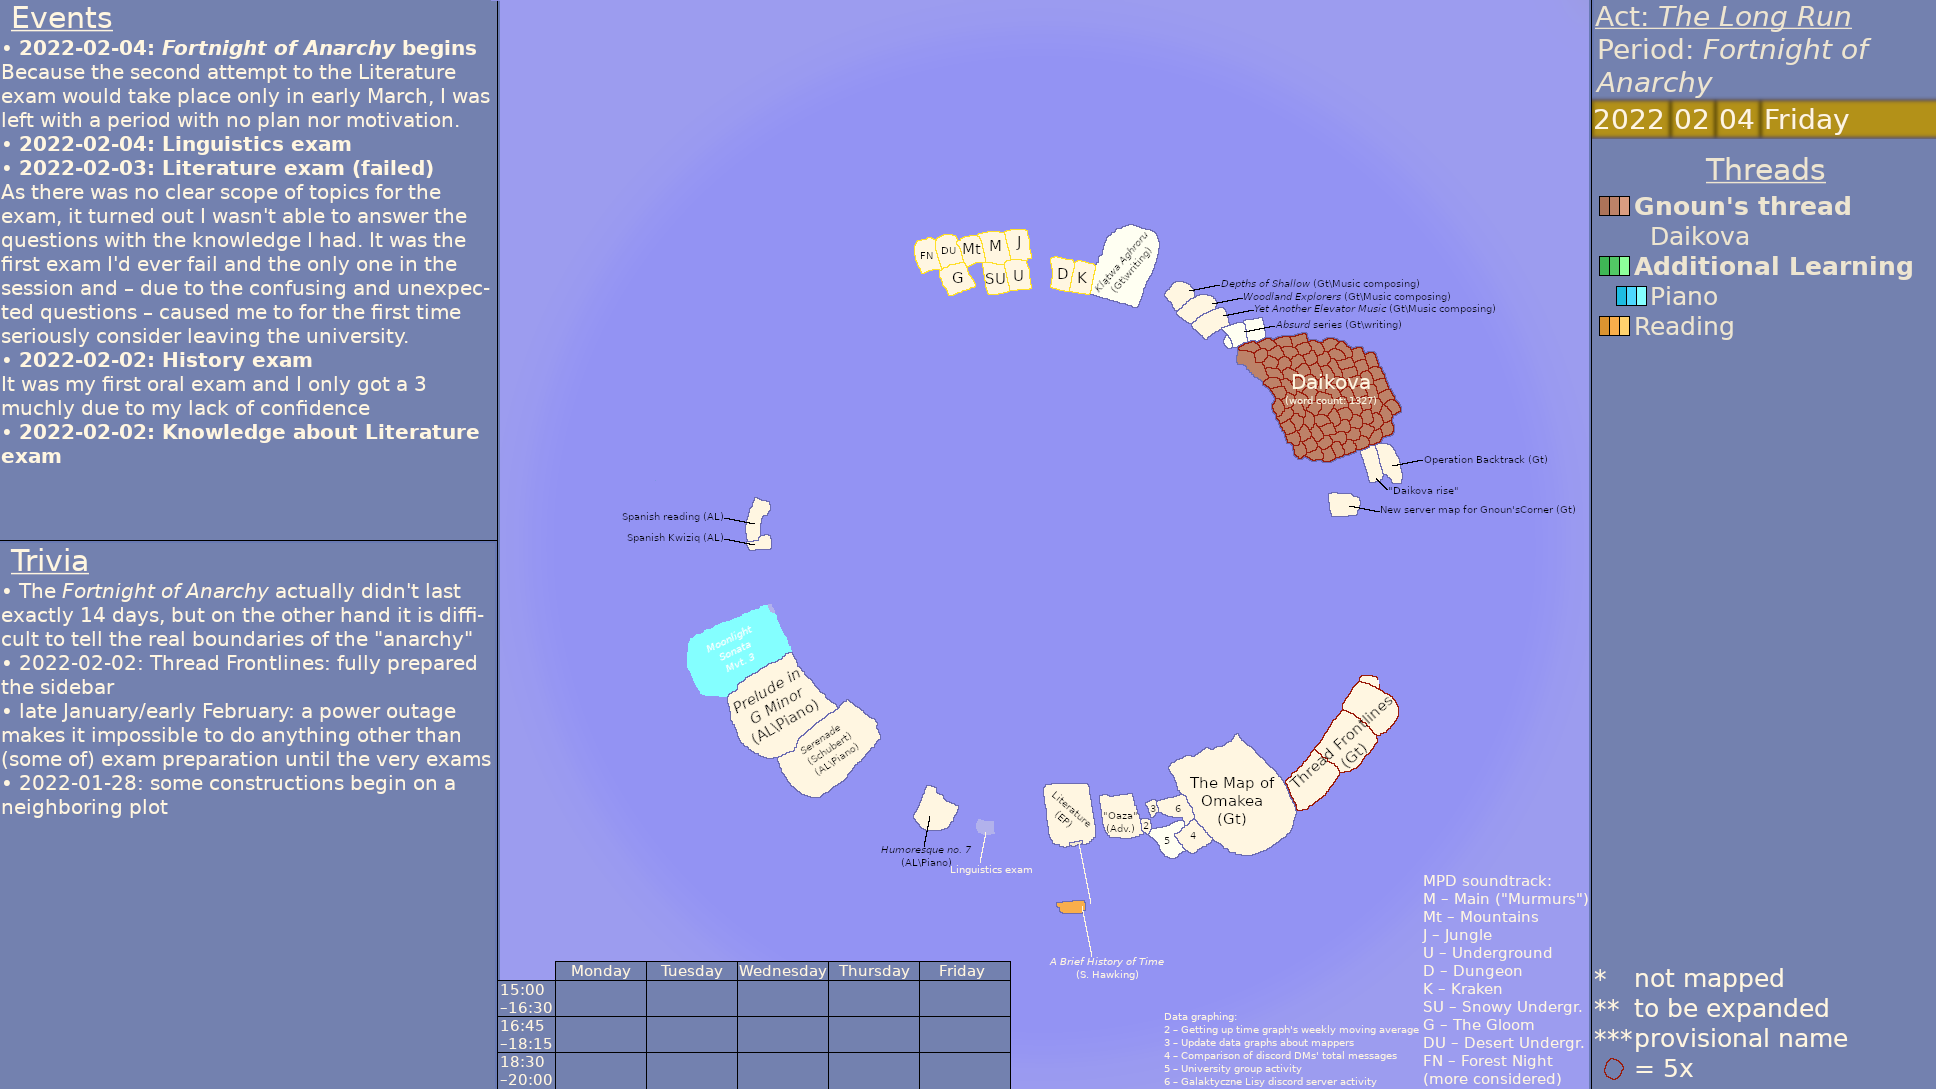 Events
• 2022-02-04: Fortnight of Anarchy begins
Because the second attempt to the Literature
exam would take place only in early March, I was
left with a period with no plan nor motivation.
• 2022-02-04: Linguistics exam
• 2022-02-03: Literature exam (failed)
As there was no clear scope of topics for the
exam, it turned out I wasn't able to answer the
questions with the knowledge I had. It was the
first exam I'd ever fail and the only one in the
session and – due to the confusing and unexpec-
ted questions – caused me to for the first time
seriously consider leaving the university.
• 2022-02-02: History exam
It was my first oral exam and I only got a 3
muchly due to my lack of confidence
• 2022-02-02: Knowledge about Literature
exam
Trivia
• The Fortnight of Anarchy actually didn't last
exactly 14 days, but on the other hand it is diffi-
cult to tell the real boundaries of the "anarchy"
• 2022-02-02: Thread Frontlines: fully prepared
the sidebar
• late January/early February: a power outage
makes it impossible to do anything other than
(some of) exam preparation until the very exams
• 2022-01-28: some constructions begin on a
neighboring plot
FN
DU
Mt
M
J
G
SU
U
D
K
Klątwa Aghroru
(Gt\writing)
Depths of Shallow (Gt\Music composing)
Woodland Explorers (Gt\Music composing)
Yet Another Elevator Music (Gt\Music composing)
Absurd series (Gt\writing)
Daikova
(word count: 1327)
Operation Backtrack (Gt)
"Daikova rise"
New server map for Gnoun'sCorner (Gt)
Spanish reading (AL)
Spanish Kwiziq (AL)
Moonlight
Sonata
Mvt. 3
Prelude in
G Minor
(AL\Piano)
Serenade
(Schubert)
(AL\Piano)
Humoresque no. 7
(AL\Piano)
Linguistics exam
Literature
(EP)
"Oaza"
(Adv.)
3
6
2
5
4
The Map of
Omakea
(Gt)
Thread Frontlines
(Gt)
A Brief History of Time
(S. Hawking)
Monday Tuesday Wednesday Thursday Friday
15:00
–16:30
16:45
–18:15
18:30
–20:00
Data graphing:
2 – Getting up time graph's weekly moving average
3 – Update data graphs about mappers
4 – Comparison of discord DMs' total messages
5 – University group activity
6 – Galaktyczne Lisy discord server activity
MPD soundtrack:
M – Main ("Murmurs")
Mt – Mountains
J – Jungle
U – Underground
D – Dungeon
K – Kraken
SU – Snowy Undergr.
G – The Gloom
DU – Desert Undergr.
FN – Forest Night
(more considered)
Act: The Long Run
Period: Fortnight of
Anarchy
2022 02 04 Friday
Threads
Gnoun's thread
Daikova
Additional Learning
Piano
Reading
* not mapped
** to be expanded
*** provisional name
= 5x